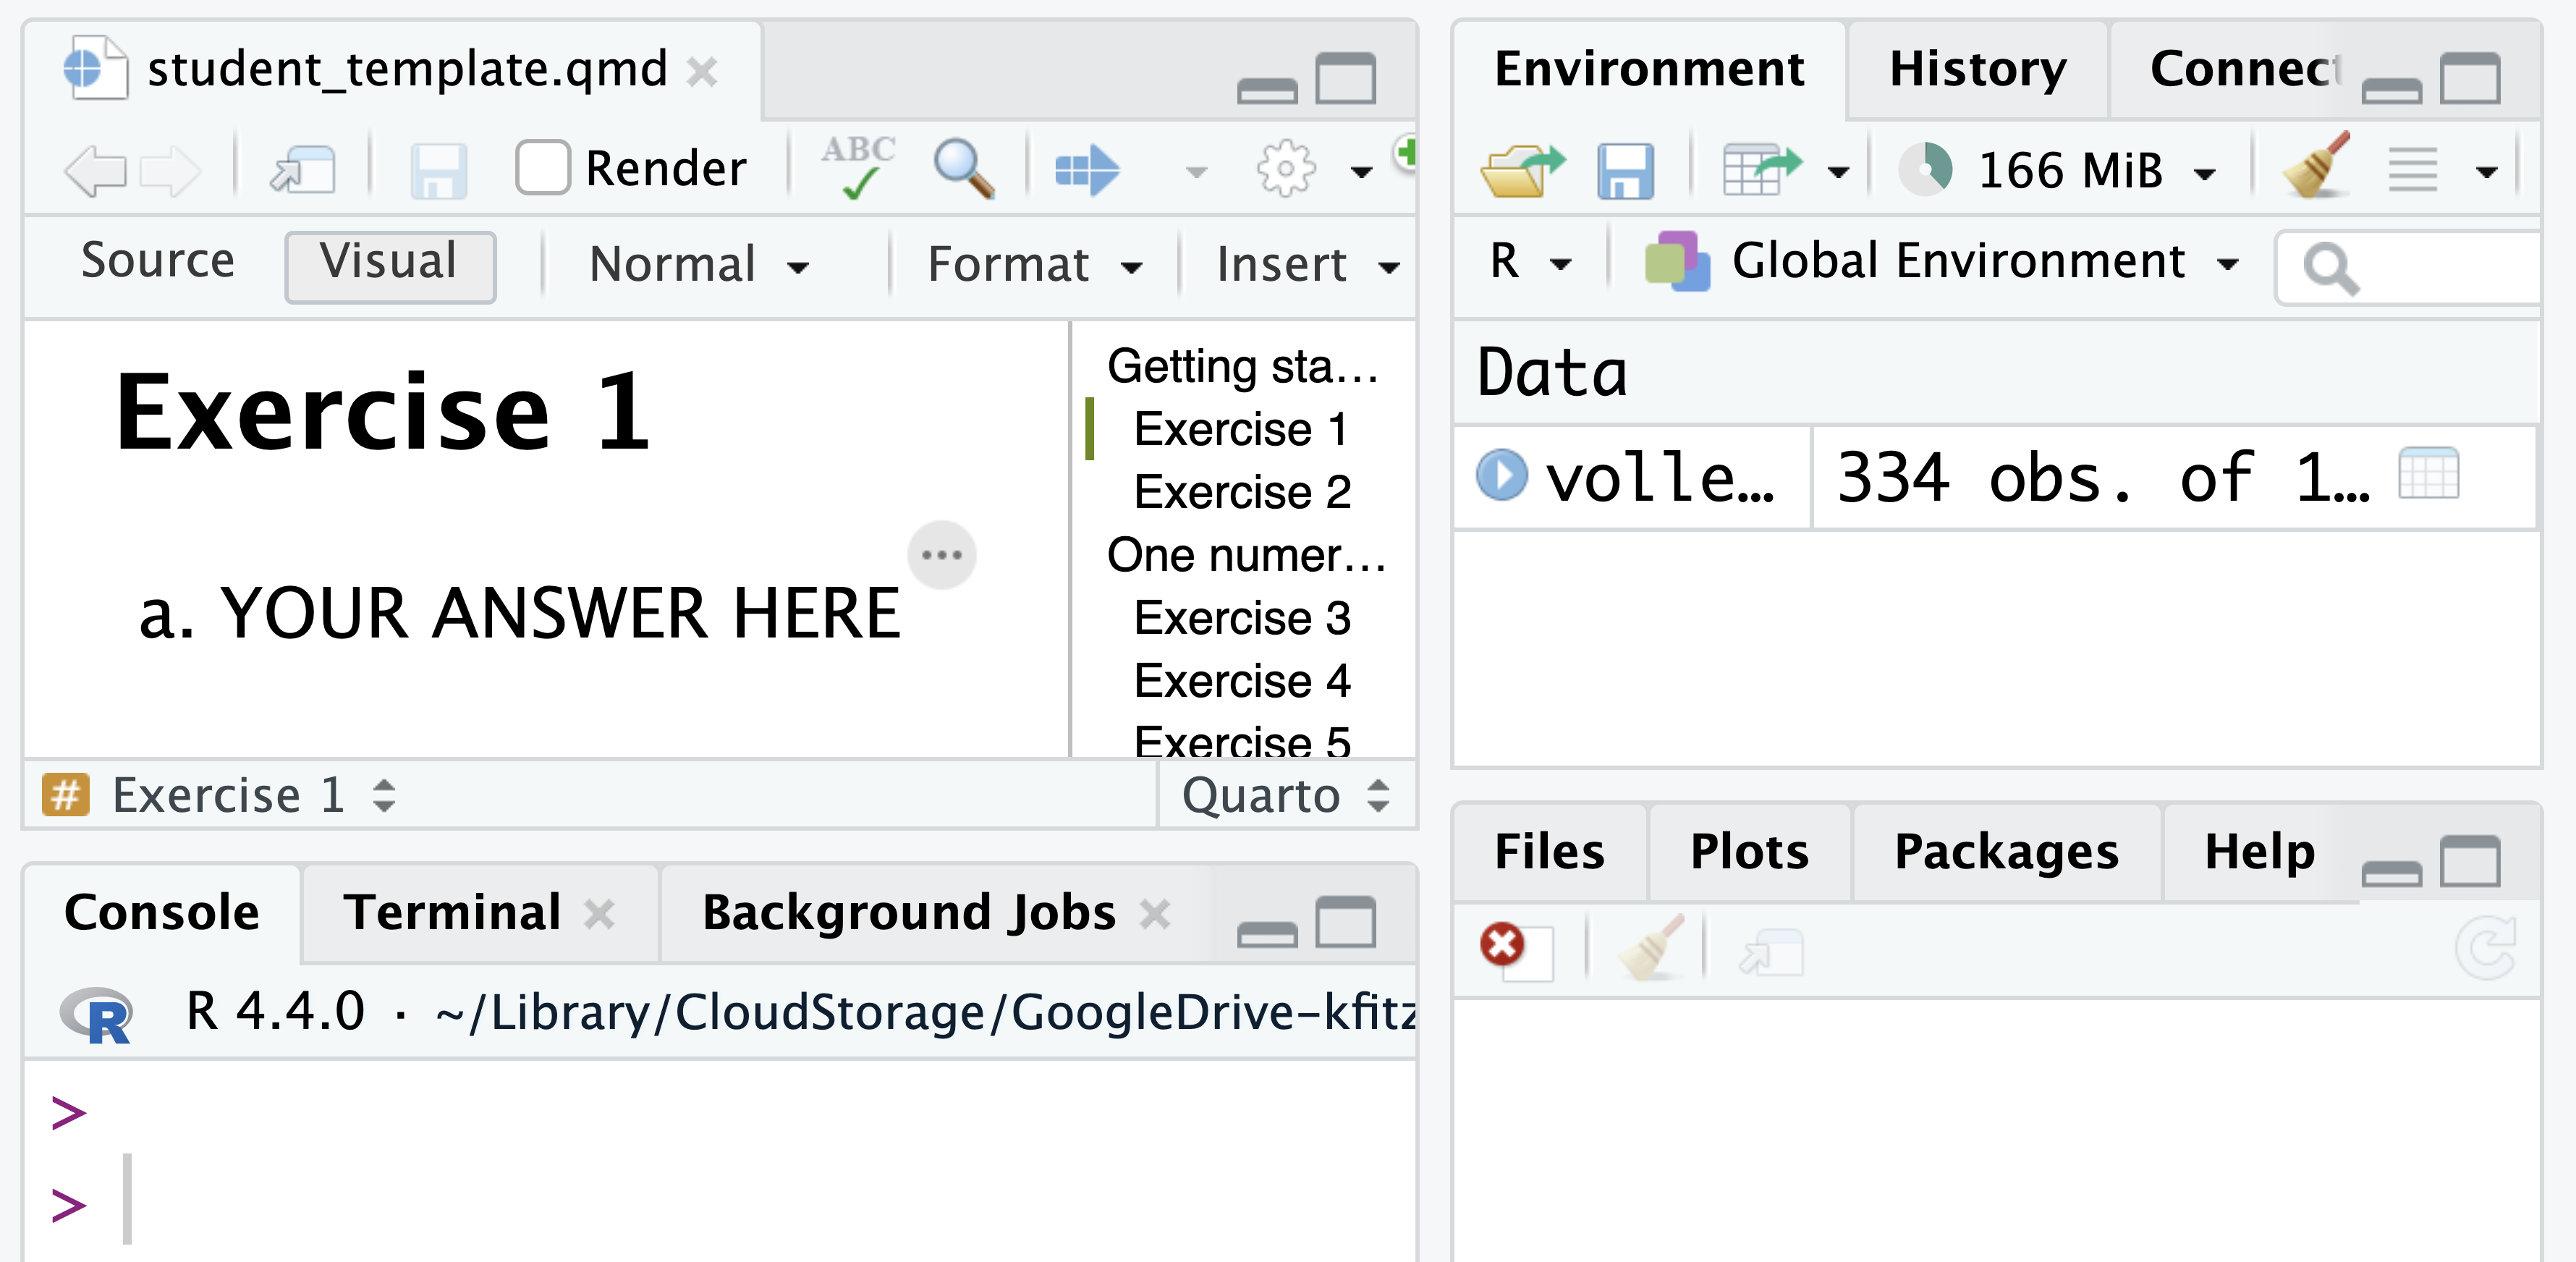 student_template.qmd
Render
ABC
Source Visual Normal Format Insert
Exercise 1
a. YOUR ANSWER HERE
Getting sta…
Exercise 1
Exercise 2
One numer…
Exercise 3
Exercise 4
Exercise 5
# Exercise 1
Quarto
Console Terminal Background Jobs
R R 4.4.0 · ~/Library/CloudStorage/GoogleDrive-kfitz
>
>
Environment History Connect
166 MiB
R Global Environment
Data
volle… 334 obs. of 1…
Files Plots Packages Help